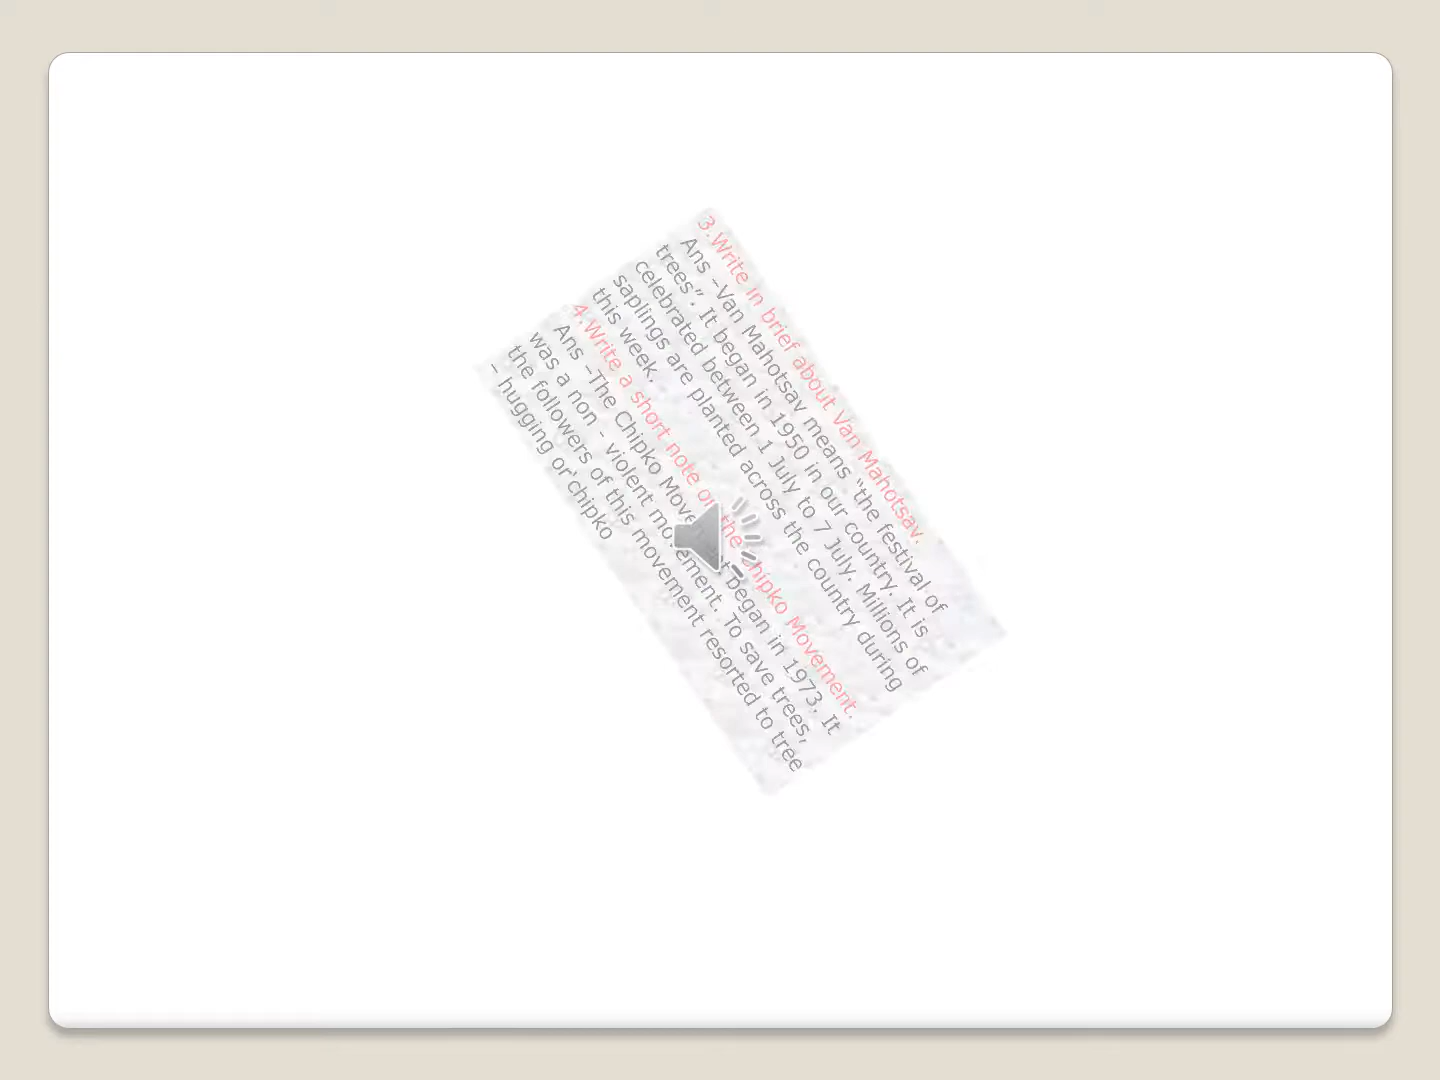 3.Write in brief about Van Mahotsav.
Ans –Van Mahotsav means “the festival of
trees”. It began in 1950 in our country. It is
celebrated between 1 July to 7 July. Millions of
saplings are planted across the country during
this week.
4.Write a short note on the Chipko Movement.
Ans –The Chipko Movement began in 1973. It
was a non – violent movement. To save trees,
the followers of this movement resorted to tree
– hugging or‘chipko